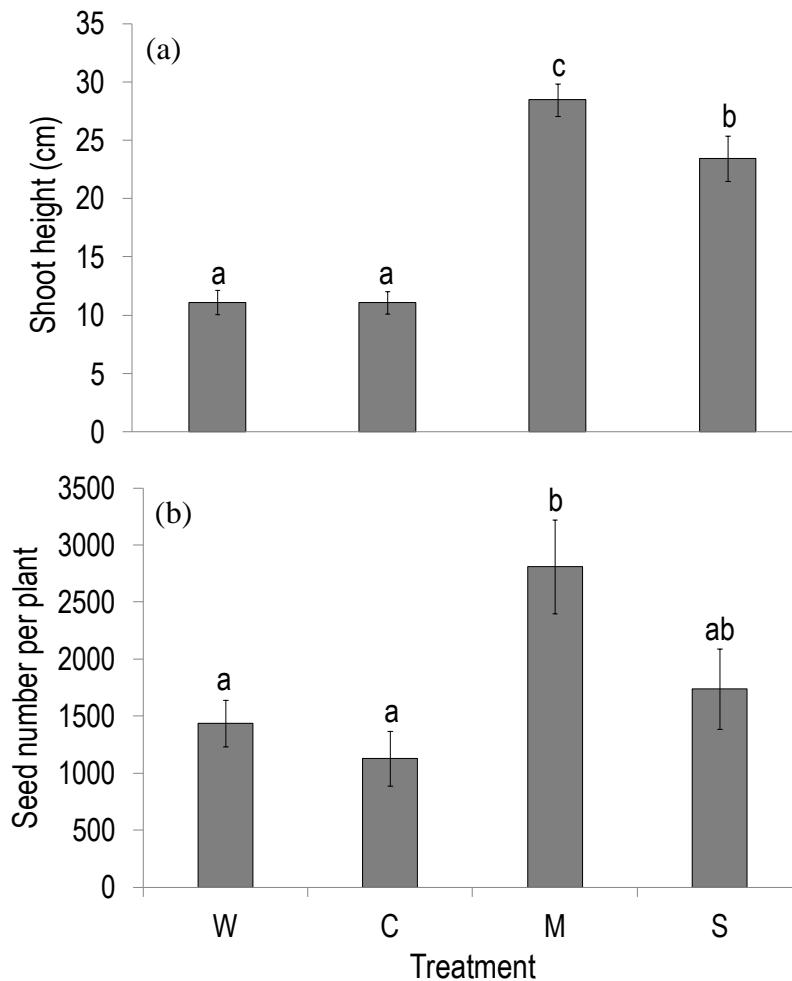 (a)
Shoot height (cm)
35
30
25
20
15
10
5
0
a
a
c
b
(b)
Seed number per plant
3500
3000
2500
2000
1500
1000
500
0
a
a
b
ab
W C M S
Treatment